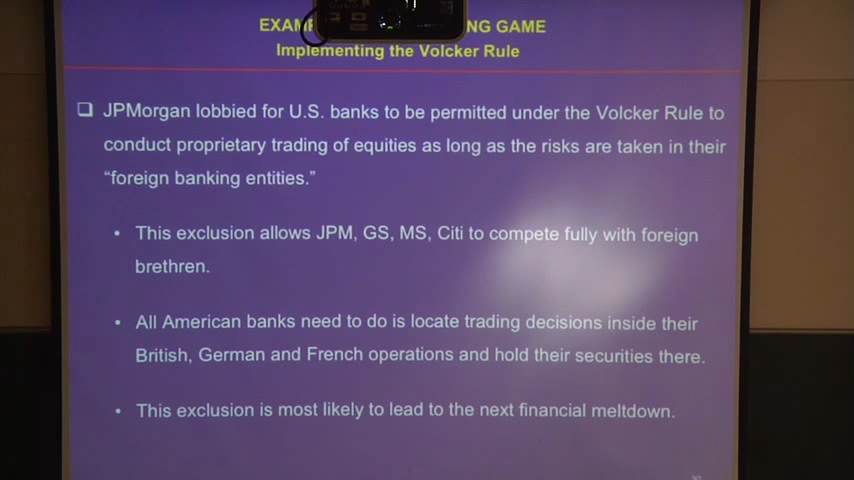 EXAM NG GAME
Implementing the Volcker Rule
❑ JPMorgan lobbied for U.S. banks to be permitted under the Volcker Rule to
conduct proprietary trading of equities as long as the risks are taken in their
“foreign banking entities.”
• This exclusion allows JPM, GS, MS, Citi to compete fully with foreign
brethren.
• All American banks need to do is locate trading decisions inside their
British, German and French operations and hold their securities there.
• This exclusion is most likely to lead to the next financial meltdown.